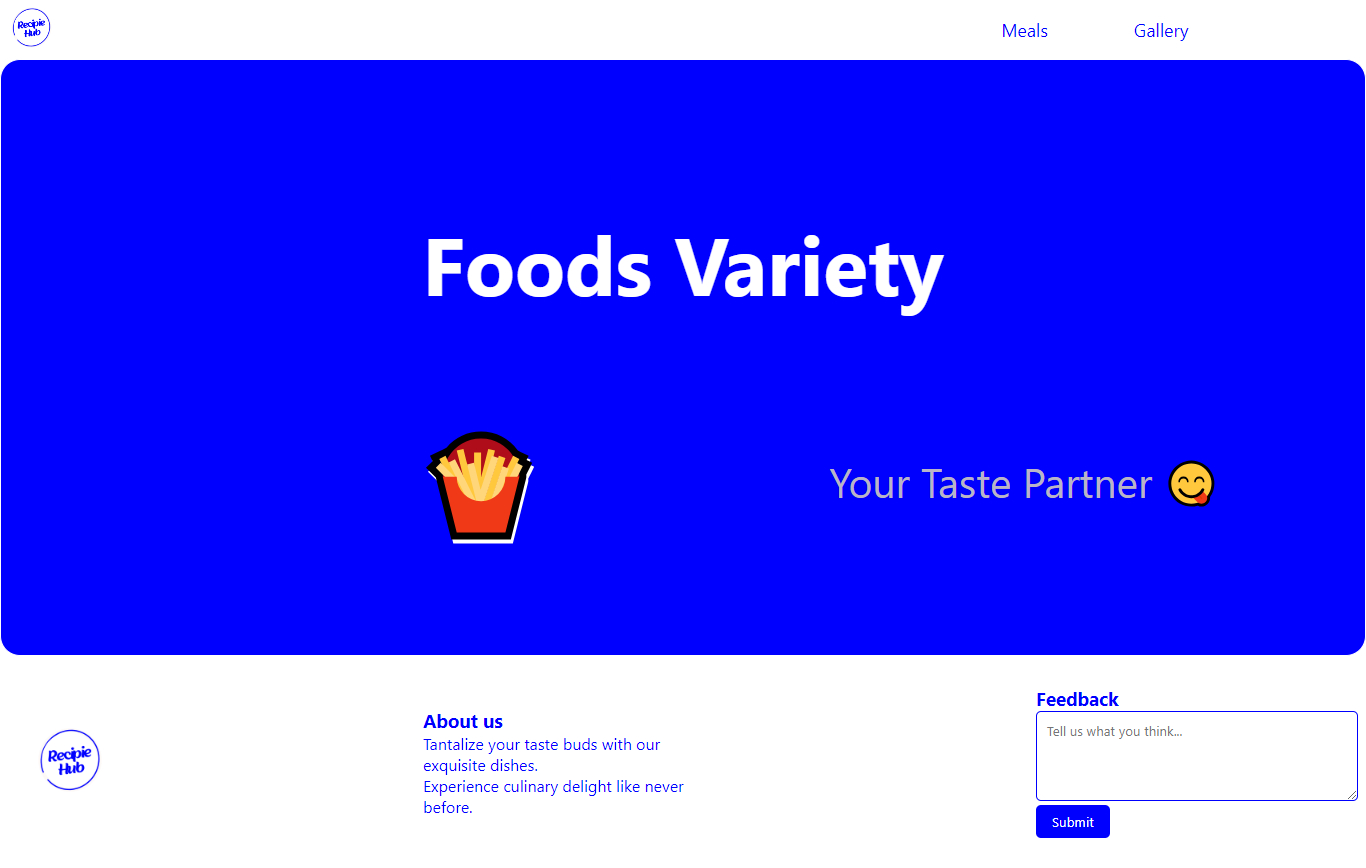 Recipie
Hub
Meals
Gallery
Foods Variety
Your Taste Partner 😋
Recipie
Hub
About us
Tantalize your taste buds with our
exquisite dishes.
Experience culinary delight like never
before.
Feedback
Tell us what you think...
Submit